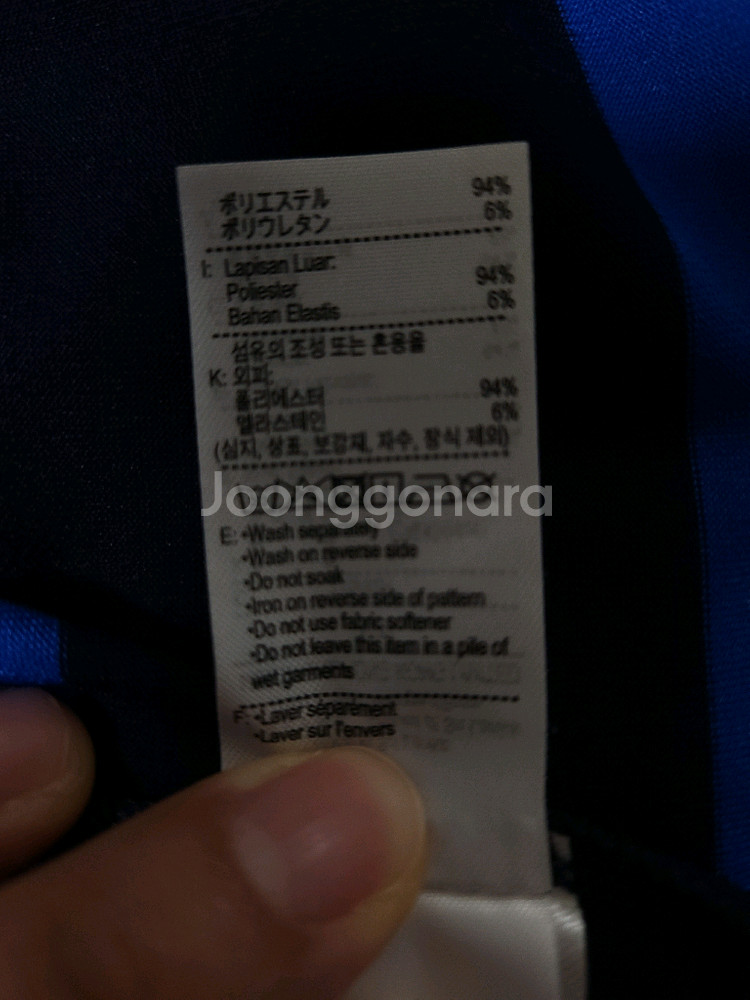 ポリエステル 94%
ポリウレタン 6%
I: Lapisan Luar:
Poliester 94%
Bahan Elastis 6%
섬유의 조성 또는 혼용율
K: 외피:
폴리에스터 94%
엘라스테인 6%
(심지, 상표, 보강재, 자수, 장식 제외)
Joonggonara
E: •Wash separately
•Wash on reverse side
•Do not soak
•Iron on reverse side of pattern
•Do not use fabric softener
•Do not leave this item in a pile of
wet garments
F: •Laver séparément
•Laver sur l'envers